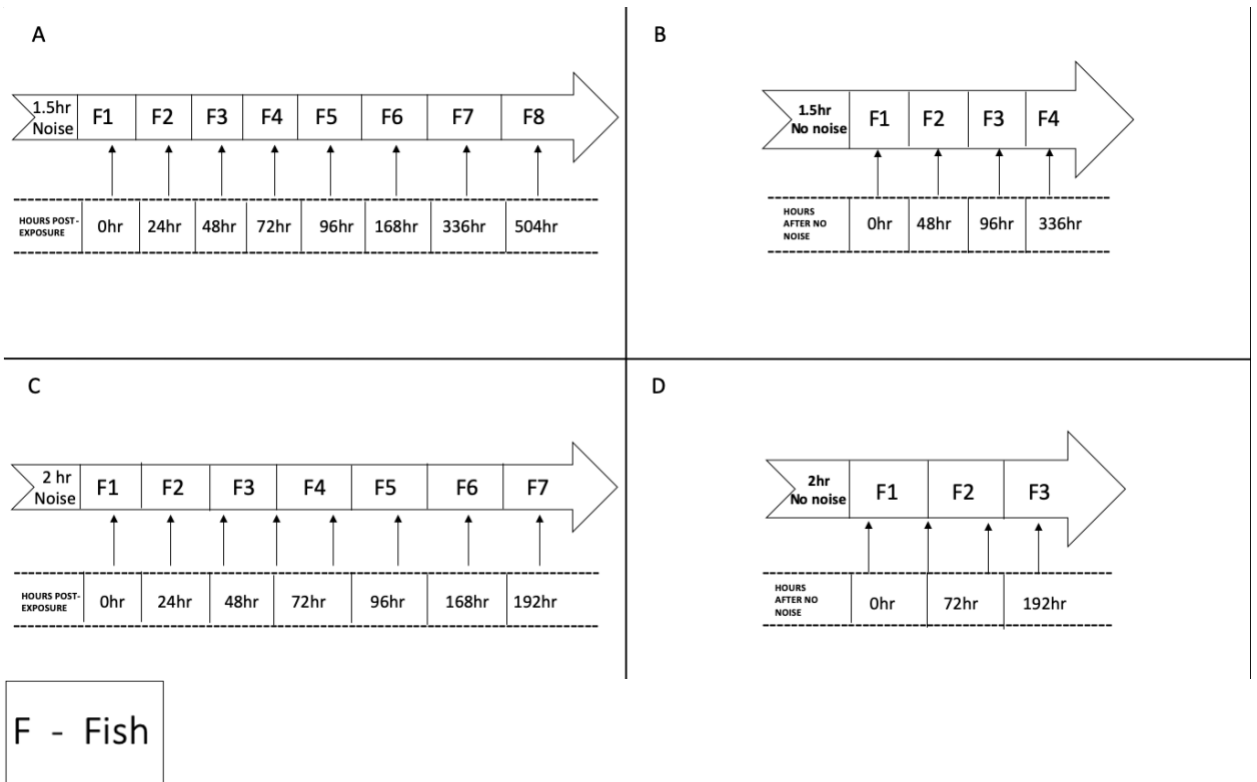 A
1.5hr
Noise
F1 F2 F3 F4 F5 F6 F7 F8
HOURS POST-
EXPOSURE
0hr 24hr 48hr 72hr 96hr 168hr 336hr 504hr
B
1.5hr
No noise
F1 F2 F3 F4
HOURS
AFTER NO
NOISE
0hr 48hr 96hr 336hr
C
2 hr
Noise
F1 F2 F3 F4 F5 F6 F7
HOURS POST-
EXPOSURE
0hr 24hr 48hr 72hr 96hr 168hr 192hr
D
2hr
No noise
F1 F2 F3
HOURS
AFTER NO
NOISE
0hr 72hr 192hr
F - Fish